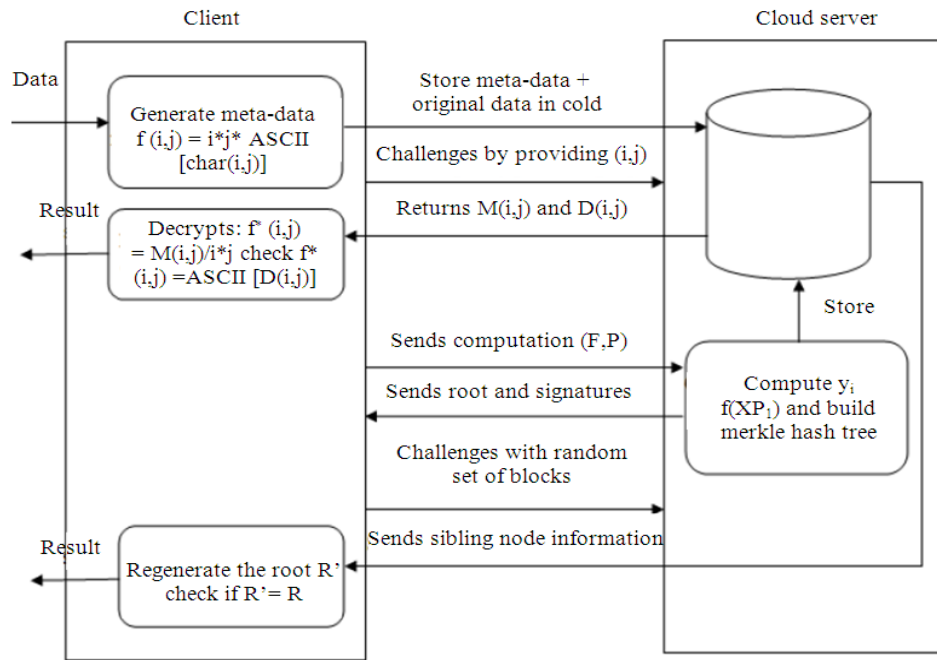 Client
Cloud server
Data
Generate meta-data
f (i,j) = i*j* ASCII
[char(i,j)]
Store meta-data +
original data in cold
Challenges by providing (i,j)
Returns M(i,j) and D(i,j)
Result
Decrypts: f* (i,j)
= M(i,j)/i*j check f*
(i,j) =ASCII [D(i,j)]
Store
Sends computation (F,P)
Sends root and signatures
Compute yᵢ
f(XP₁) and build
merkle hash tree
Challenges with random
set of blocks
Sends sibling node information
Result
Regenerate the root R’
check if R’= R